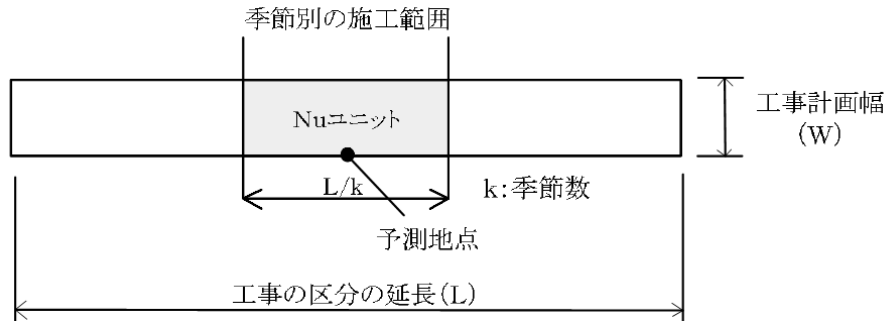 季節別の施工範囲
Nuユニット
工事計画幅
(W)
L/k
k:季節数
予測地点
工事の区分の延長(L)